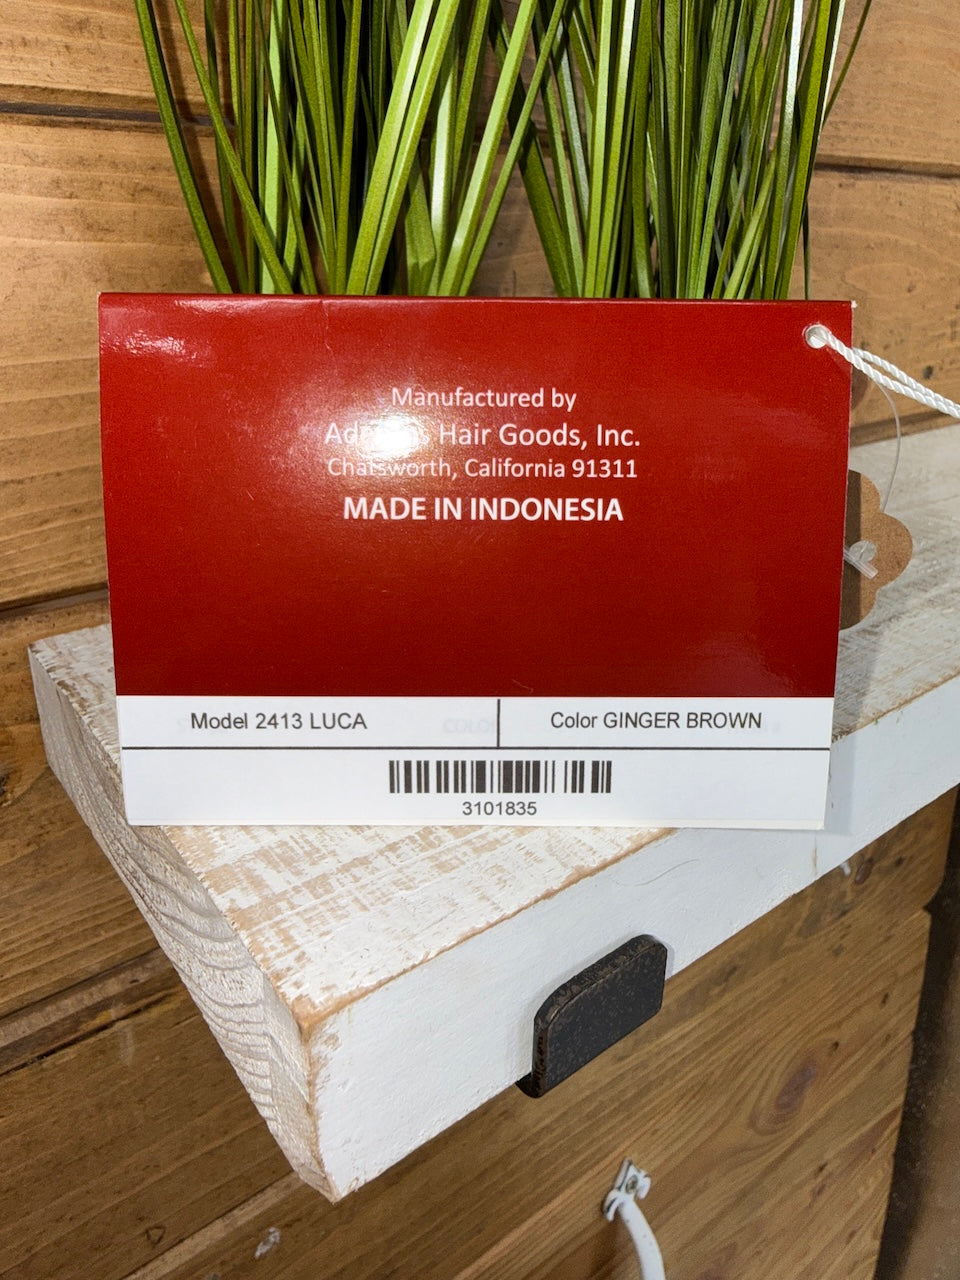 Manufactured by
Hair Goods, Inc.
Chatsworth, California 91311
MADE IN INDONESIA
Model 2413 LUCA
Color GINGER BROWN
3101835